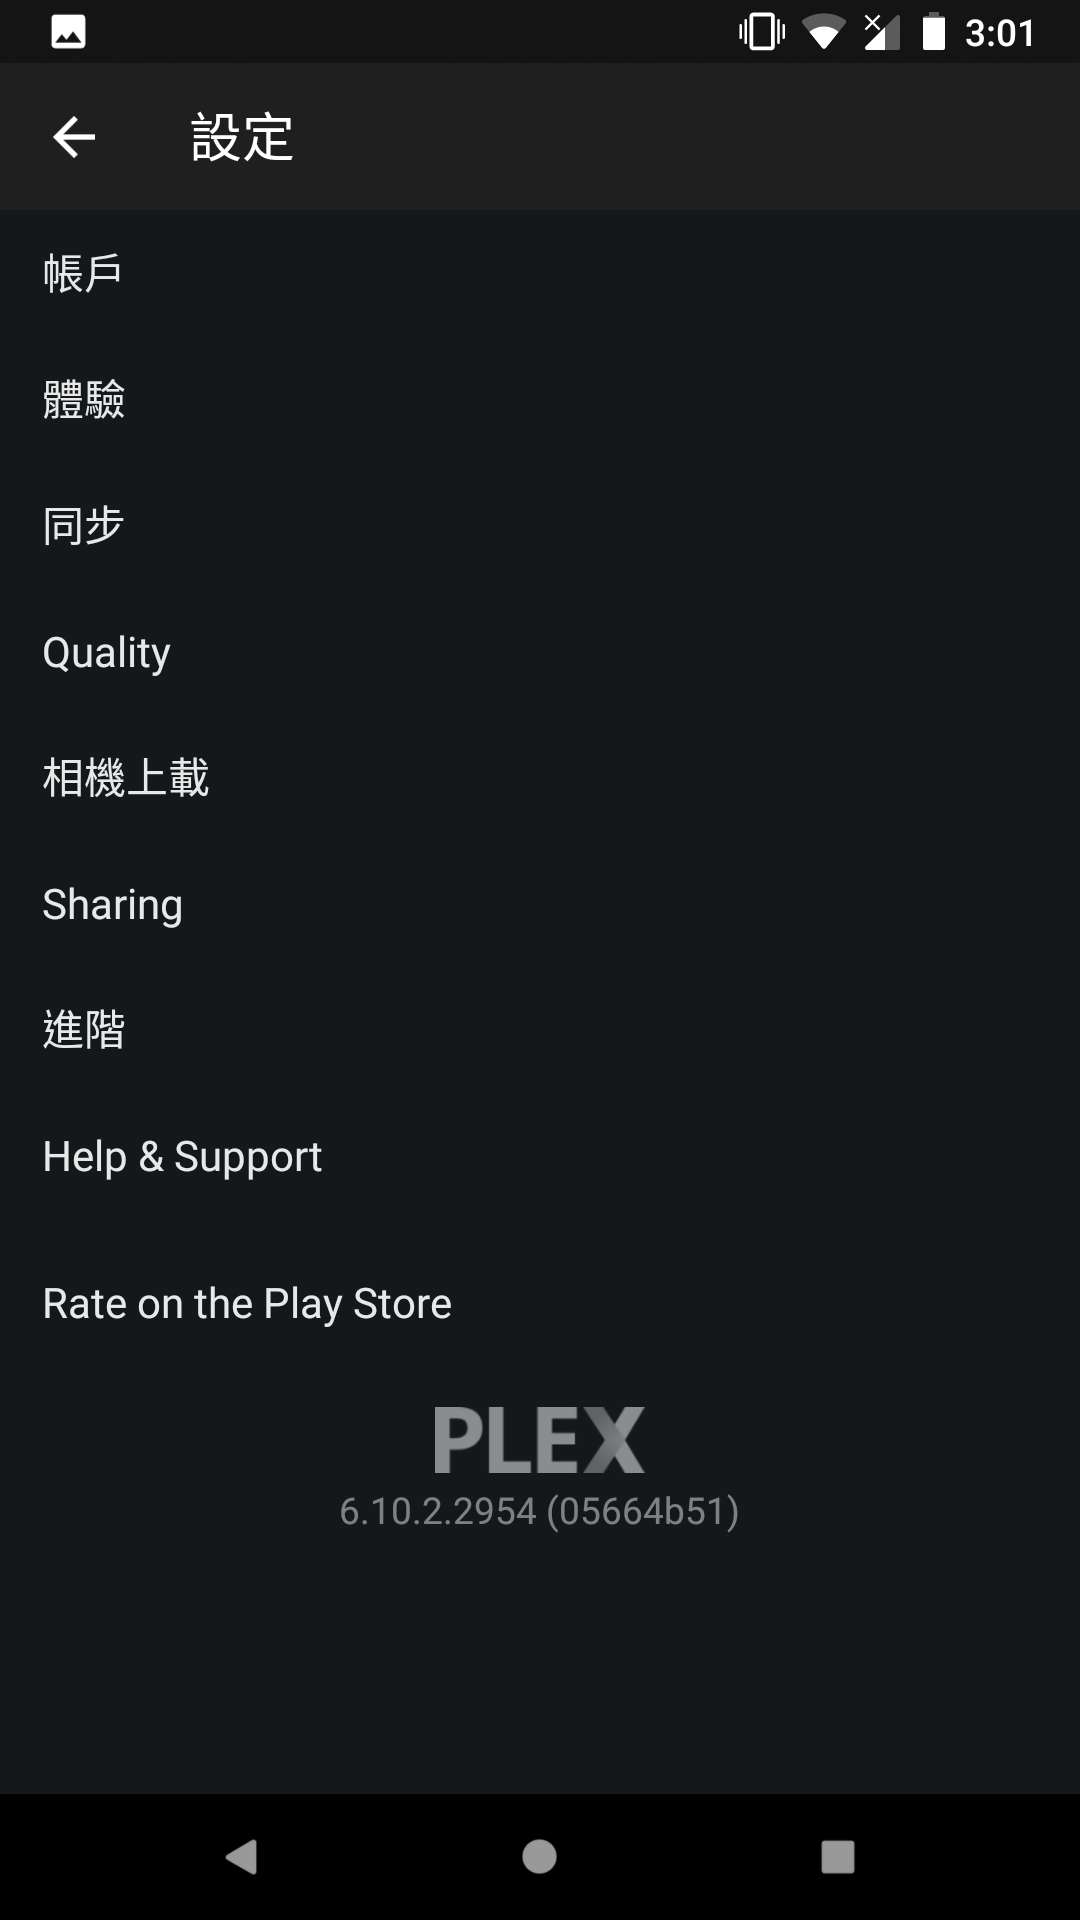 3:01
設定
帳戶
體驗
同步
Quality
相機上載
Sharing
進階
Help & Support
Rate on the Play Store
PLEX
6.10.2.2954 (05664b51)